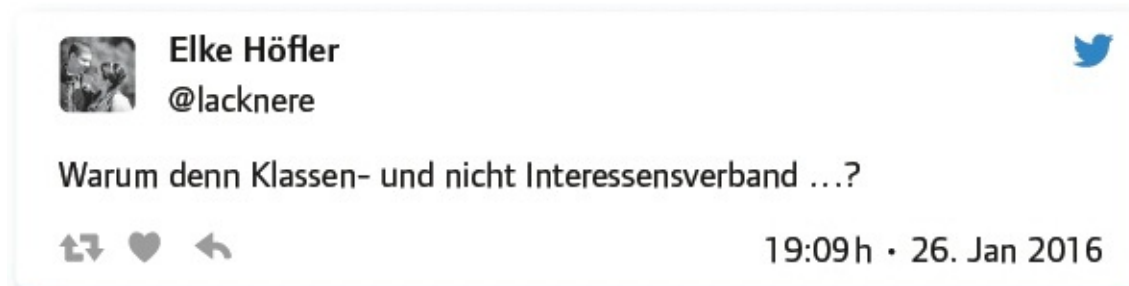 Elke Höfler
@lacknere
Warum denn Klassen- und nicht Interessensverband ...?
19:09h · 26. Jan 2016